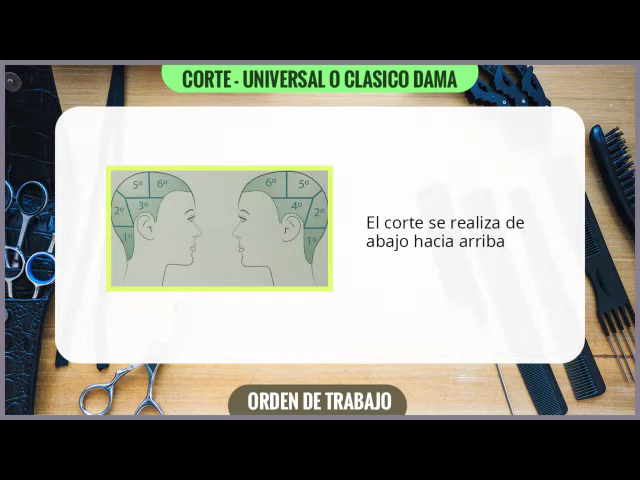 CORTE - UNIVERSAL O CLASICO DAMA
5º 6º 6º 5º
2º 3º 4º 2º
1º 1º
El corte se realiza de
abajo hacia arriba
ORDEN DE TRABAJO